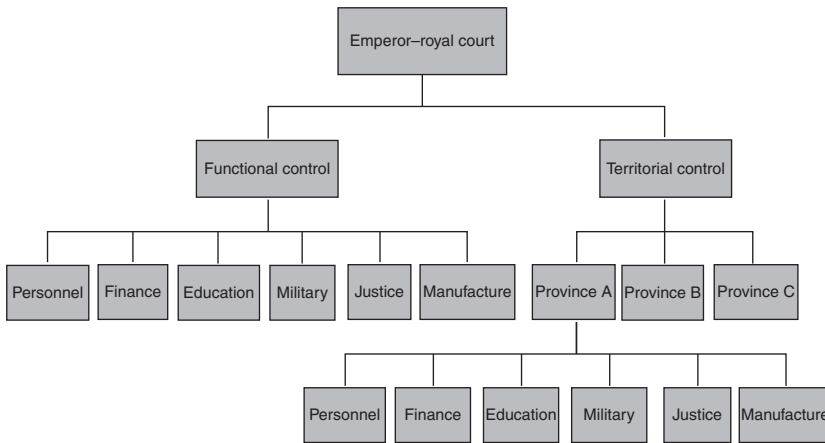 Emperor–royal court
Functional control
Territorial control
Personnel
Finance
Education
Military
Justice
Manufacture
Province A
Province B
Province C
Personnel
Finance
Education
Military
Justice
Manufacture